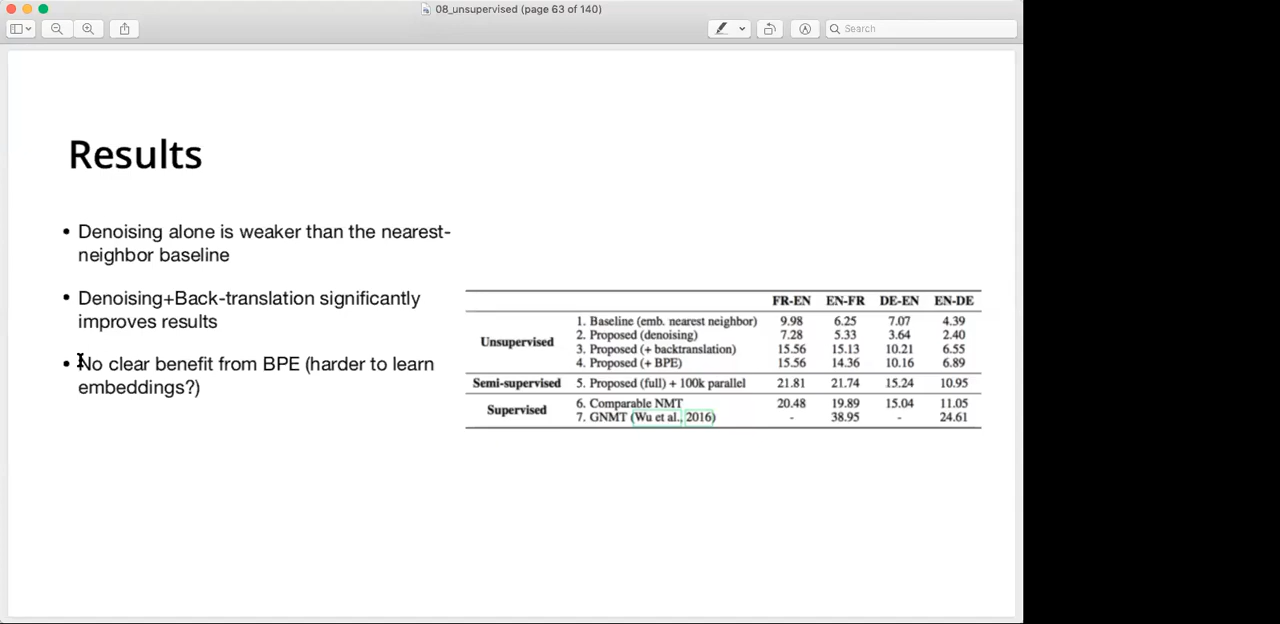 08_unsupervised (page 63 of 140)
Search
Results
• Denoising alone is weaker than the nearest-
neighbor baseline
• Denoising+Back-translation significantly
improves results
• No clear benefit from BPE (harder to learn
embeddings?)
FR-EN EN-FR DE-EN EN-DE
Unsupervised
1. Baseline (emb. nearest neighbor) 9.98 6.25 7.07 4.39
2. Proposed (denoising) 7.28 5.33 3.64 2.40
3. Proposed (+ backtranslation) 15.56 15.13 10.21 6.55
4. Proposed (+ BPE) 15.56 14.36 10.16 6.89
Semi-supervised 5. Proposed (full) + 100k parallel 21.81 21.74 15.24 10.95
Supervised
6. Comparable NMT 20.48 19.89 15.04 11.05
7. GNMT (Wu et al., 2016) - 38.95 - 24.61